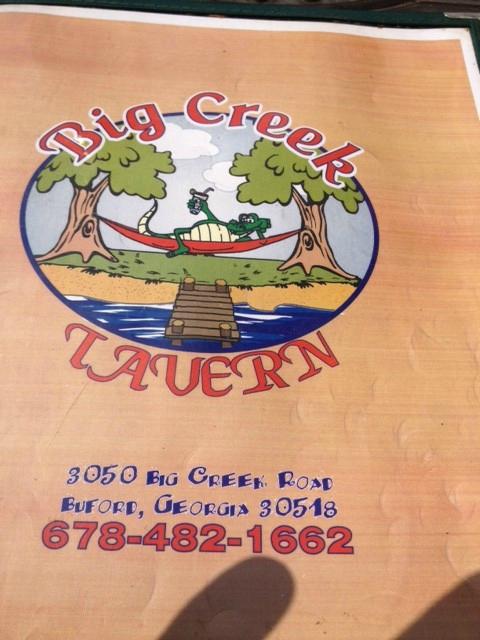 Big Creek
TAVERN
3050 BIG CREEK ROAD
BUFORD, GEORGIA 30518
678-482-1662